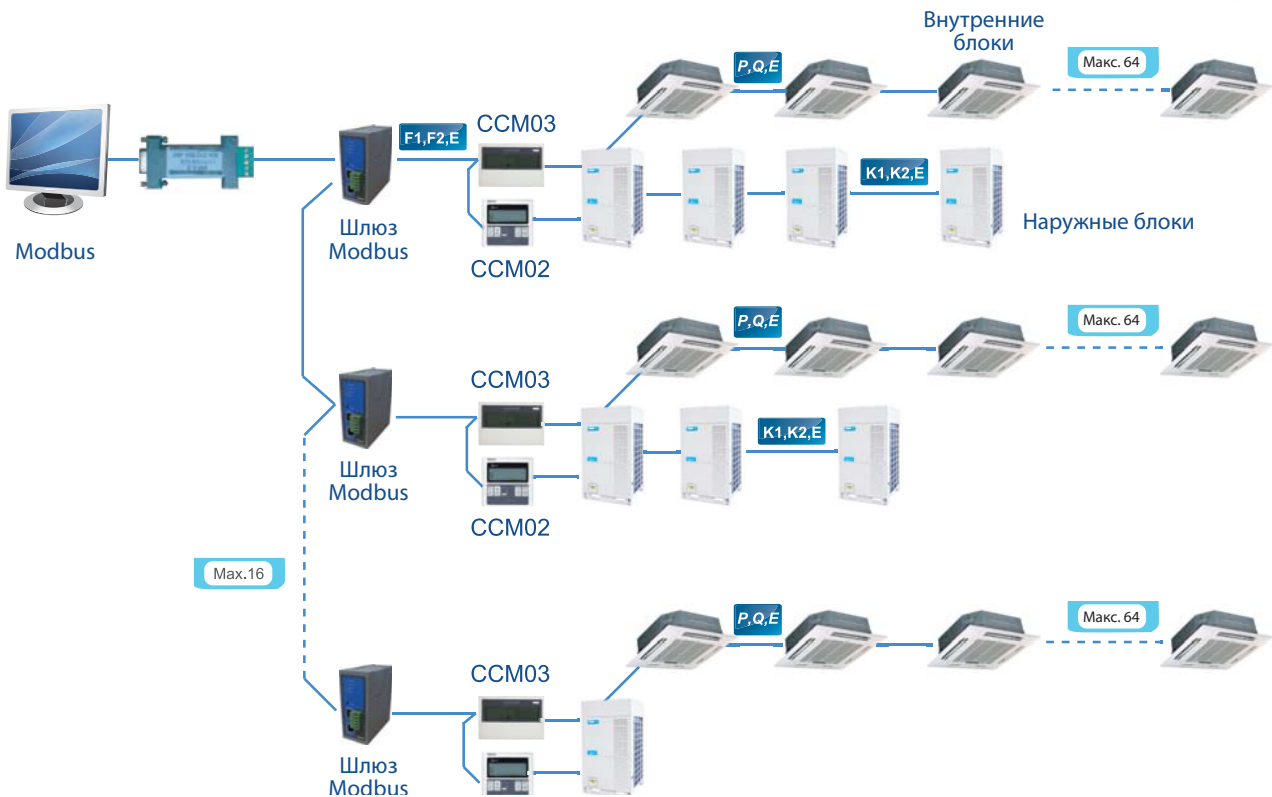 Внутренние
блоки
P,Q,E
Макс. 64
F1,F2,E
CCM03
K1,K2,E
Modbus
Шлюз
Modbus
CCM02
Наружные блоки
P,Q,E
Макс. 64
CCM03
K1,K2,E
Шлюз
Modbus
CCM02
Max.16
P,Q,E
Макс. 64
CCM03
Шлюз
Modbus